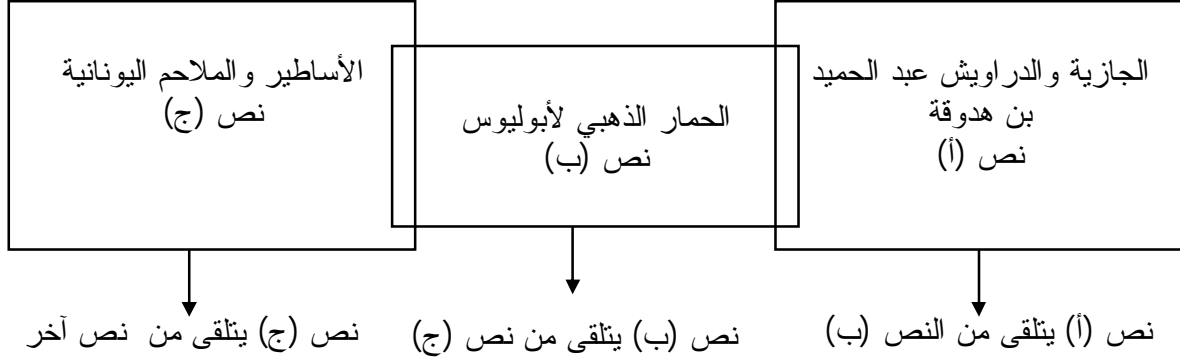 الجازية والدراويش عبد الحميد
بن هدوقة
نص (أ)
الحمار الذهبي لأبوليوس
نص (ب)
الأساطير والملاحم اليونانية
نص (ج)
نص (أ) يتلقى من النص (ب)
نص (ب) يتلقى من نص (ج)
نص (ج) يتلقى من نص آخر